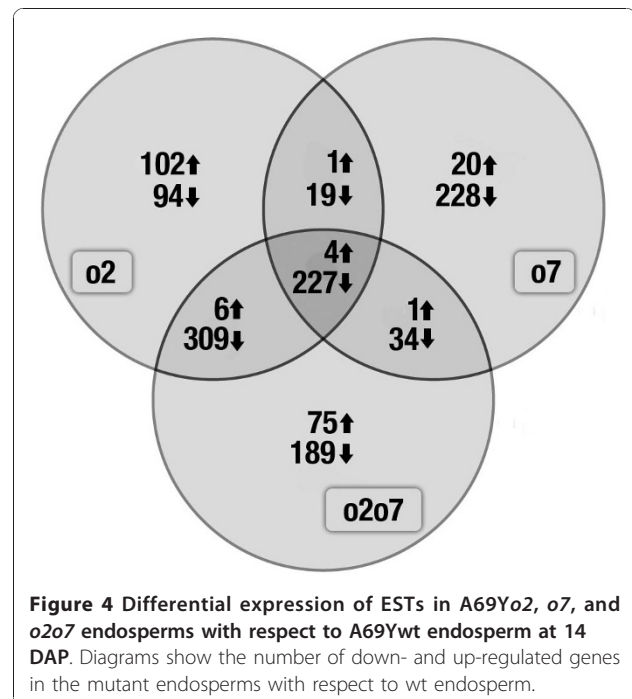 102⬆ 1⬆ 20⬆
94⬇ 19⬇ 228⬇
o2 4⬆ o7
227⬇
6⬆ 1⬆
309⬇ 34⬇
75⬆
189⬇
o2o7
Figure 4 Differential expression of ESTs in A69Yo2, o7, and
o2o7 endosperms with respect to A69Ywt endosperm at 14
DAP. Diagrams show the number of down- and up-regulated genes
in the mutant endosperms with respect to wt endosperm.